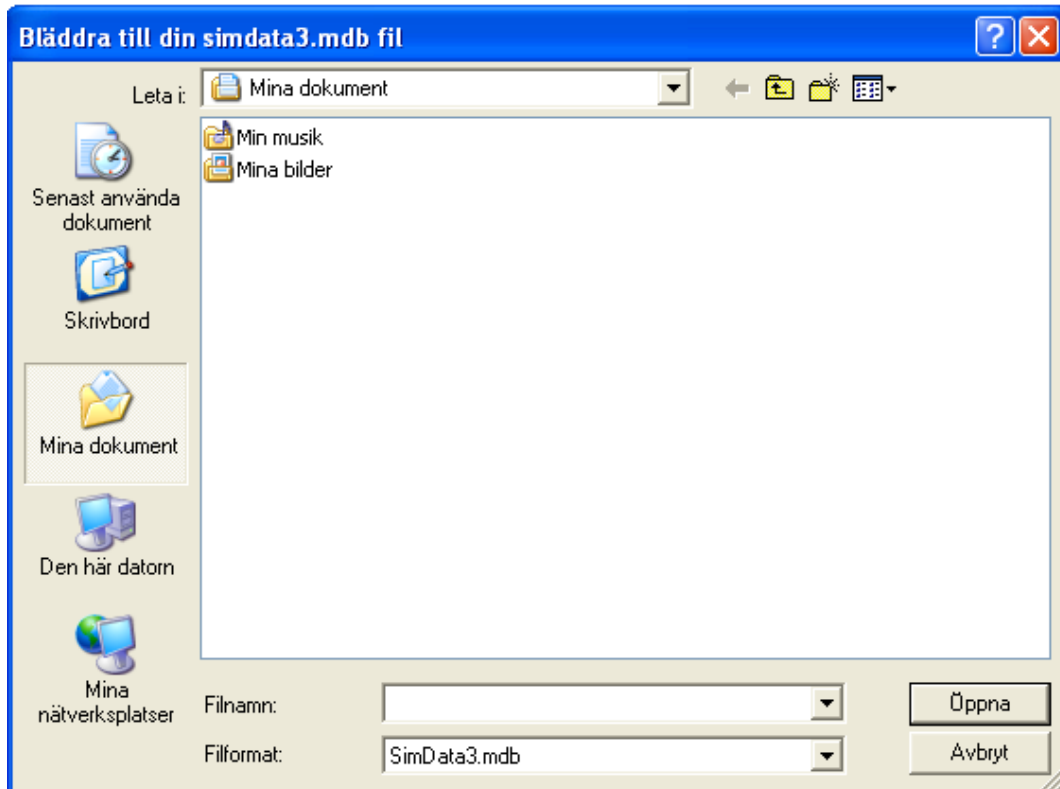 Bläddra till din simdata3.mdb fil
Leta i:
Mina dokument
Min musik
Mina bilder
Senast använda
dokument
Skrivbord
Mina dokument
Den här datorn
Mina
nätverksplatser
Filnamn:
Öppna
Filformat:
SimData3.mdb
Avbryt